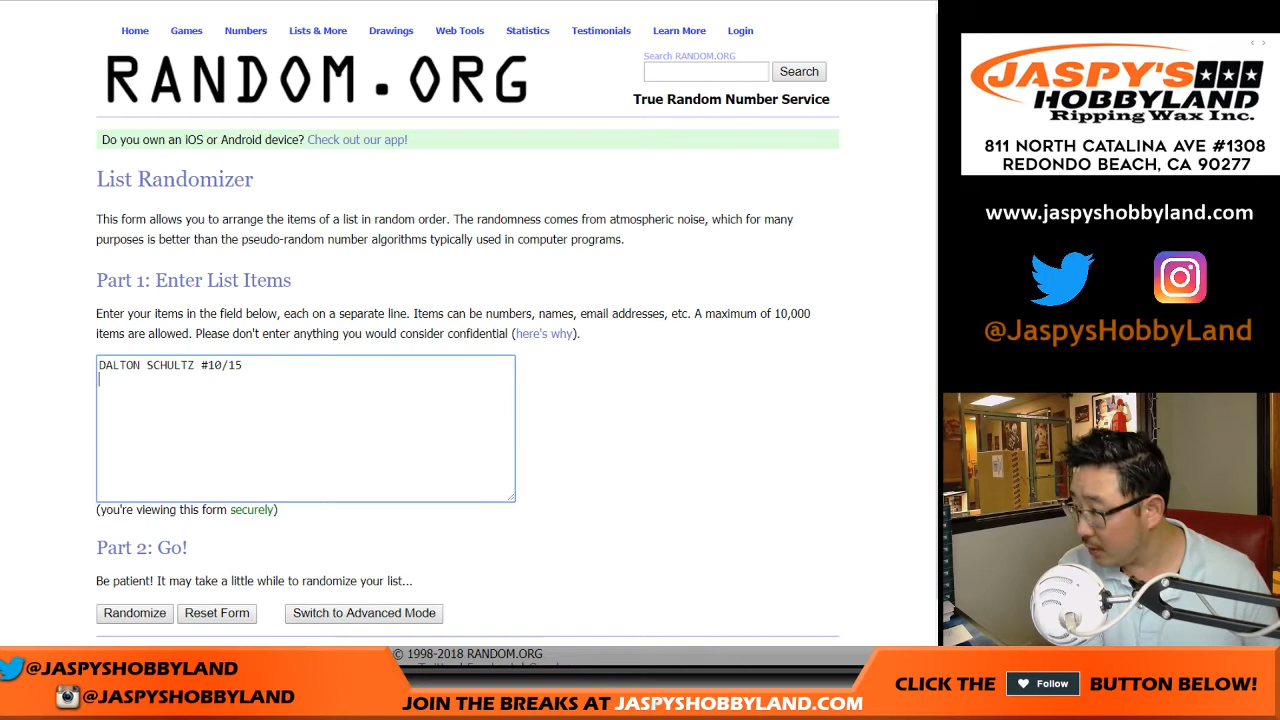 Home Games Numbers Lists & More Drawings Web Tools Statistics Testimonials Learn More Login
RANDOM.ORG
Search RANDOM.ORG
Search
True Random Number Service
Do you own an iOS or Android device? Check out our app!
List Randomizer
This form allows you to arrange the items of a list in random order. The randomness comes from atmospheric noise, which for many
purposes is better than the pseudo-random number algorithms typically used in computer programs.
Part 1: Enter List Items
Enter your items in the field below, each on a separate line. Items can be numbers, names, email addresses, etc. A maximum of 10,000
items are allowed. Please don't enter anything you would consider confidential (here's why).
DALTON SCHULTZ #10/15
(you're viewing this form securely)
Part 2: Go!
Be patient! It may take a little while to randomize your list...
Randomize Reset Form Switch to Advanced Mode
© 1998-2018 RANDOM.ORG
JASPY'S
HOBBYLAND
Ripping Wax Inc.
811 NORTH CATALINA AVE #1308
REDONDO BEACH, CA 90277
www.jaspyshobbyland.com
@JaspysHobbyLand
@JASPYSHOBBYLAND
@JASPYSHOBBYLAND
JOIN THE BREAKS AT JASPYSHOBBYLAND.COM
CLICK THE Follow BUTTON BELOW!